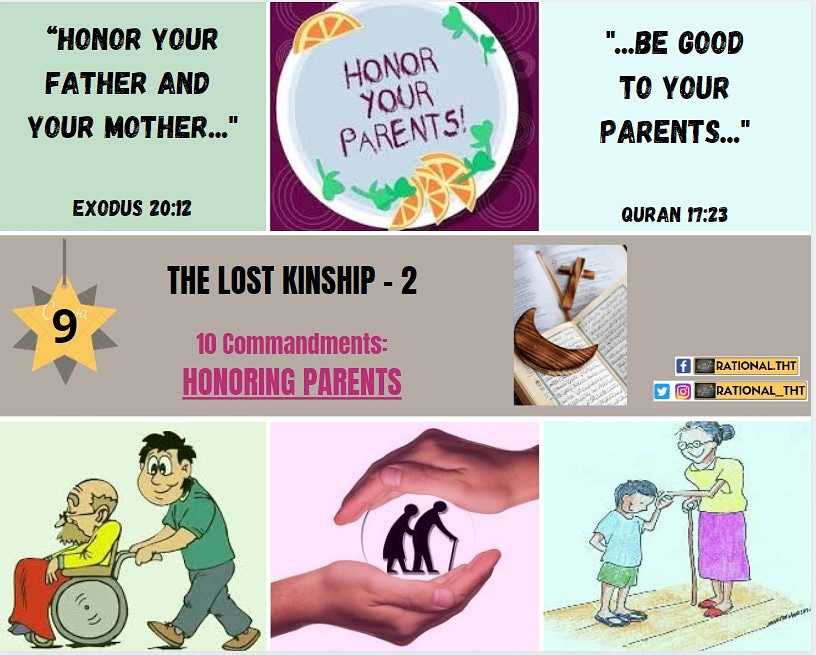 “HONOR YOUR
FATHER AND
YOUR MOTHER..."
EXODUS 20:12
HONOR
YOUR
PARENTS!
"...BE GOOD
TO YOUR
PARENTS..."
QURAN 17:23
9
THE LOST KINSHIP - 2
10 Commandments:
HONORING PARENTS
RATIONAL.THT
RATIONAL_THT